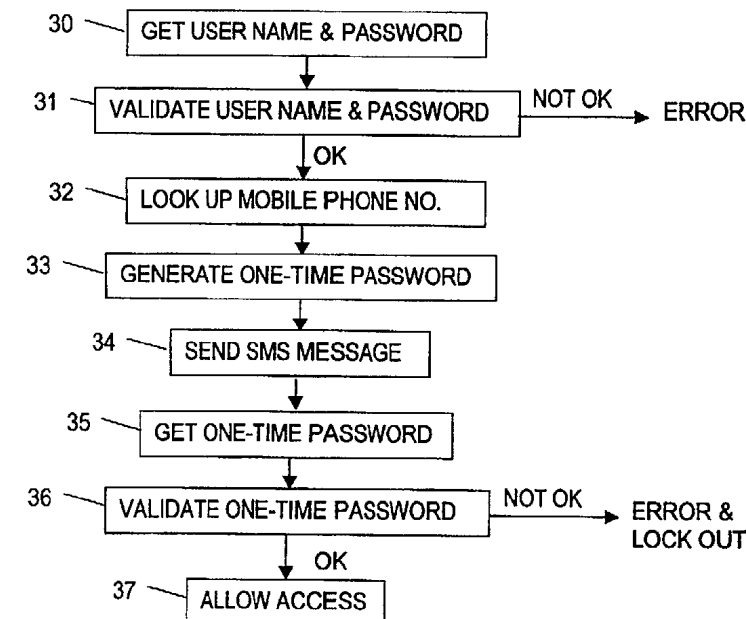 30 GET USER NAME & PASSWORD
31 VALIDATE USER NAME & PASSWORD NOT OK ERROR
OK
32 LOOK UP MOBILE PHONE NO.
33 GENERATE ONE-TIME PASSWORD
34 SEND SMS MESSAGE
35 GET ONE-TIME PASSWORD
36 VALIDATE ONE-TIME PASSWORD NOT OK ERROR &
LOCK OUT
OK
37 ALLOW ACCESS